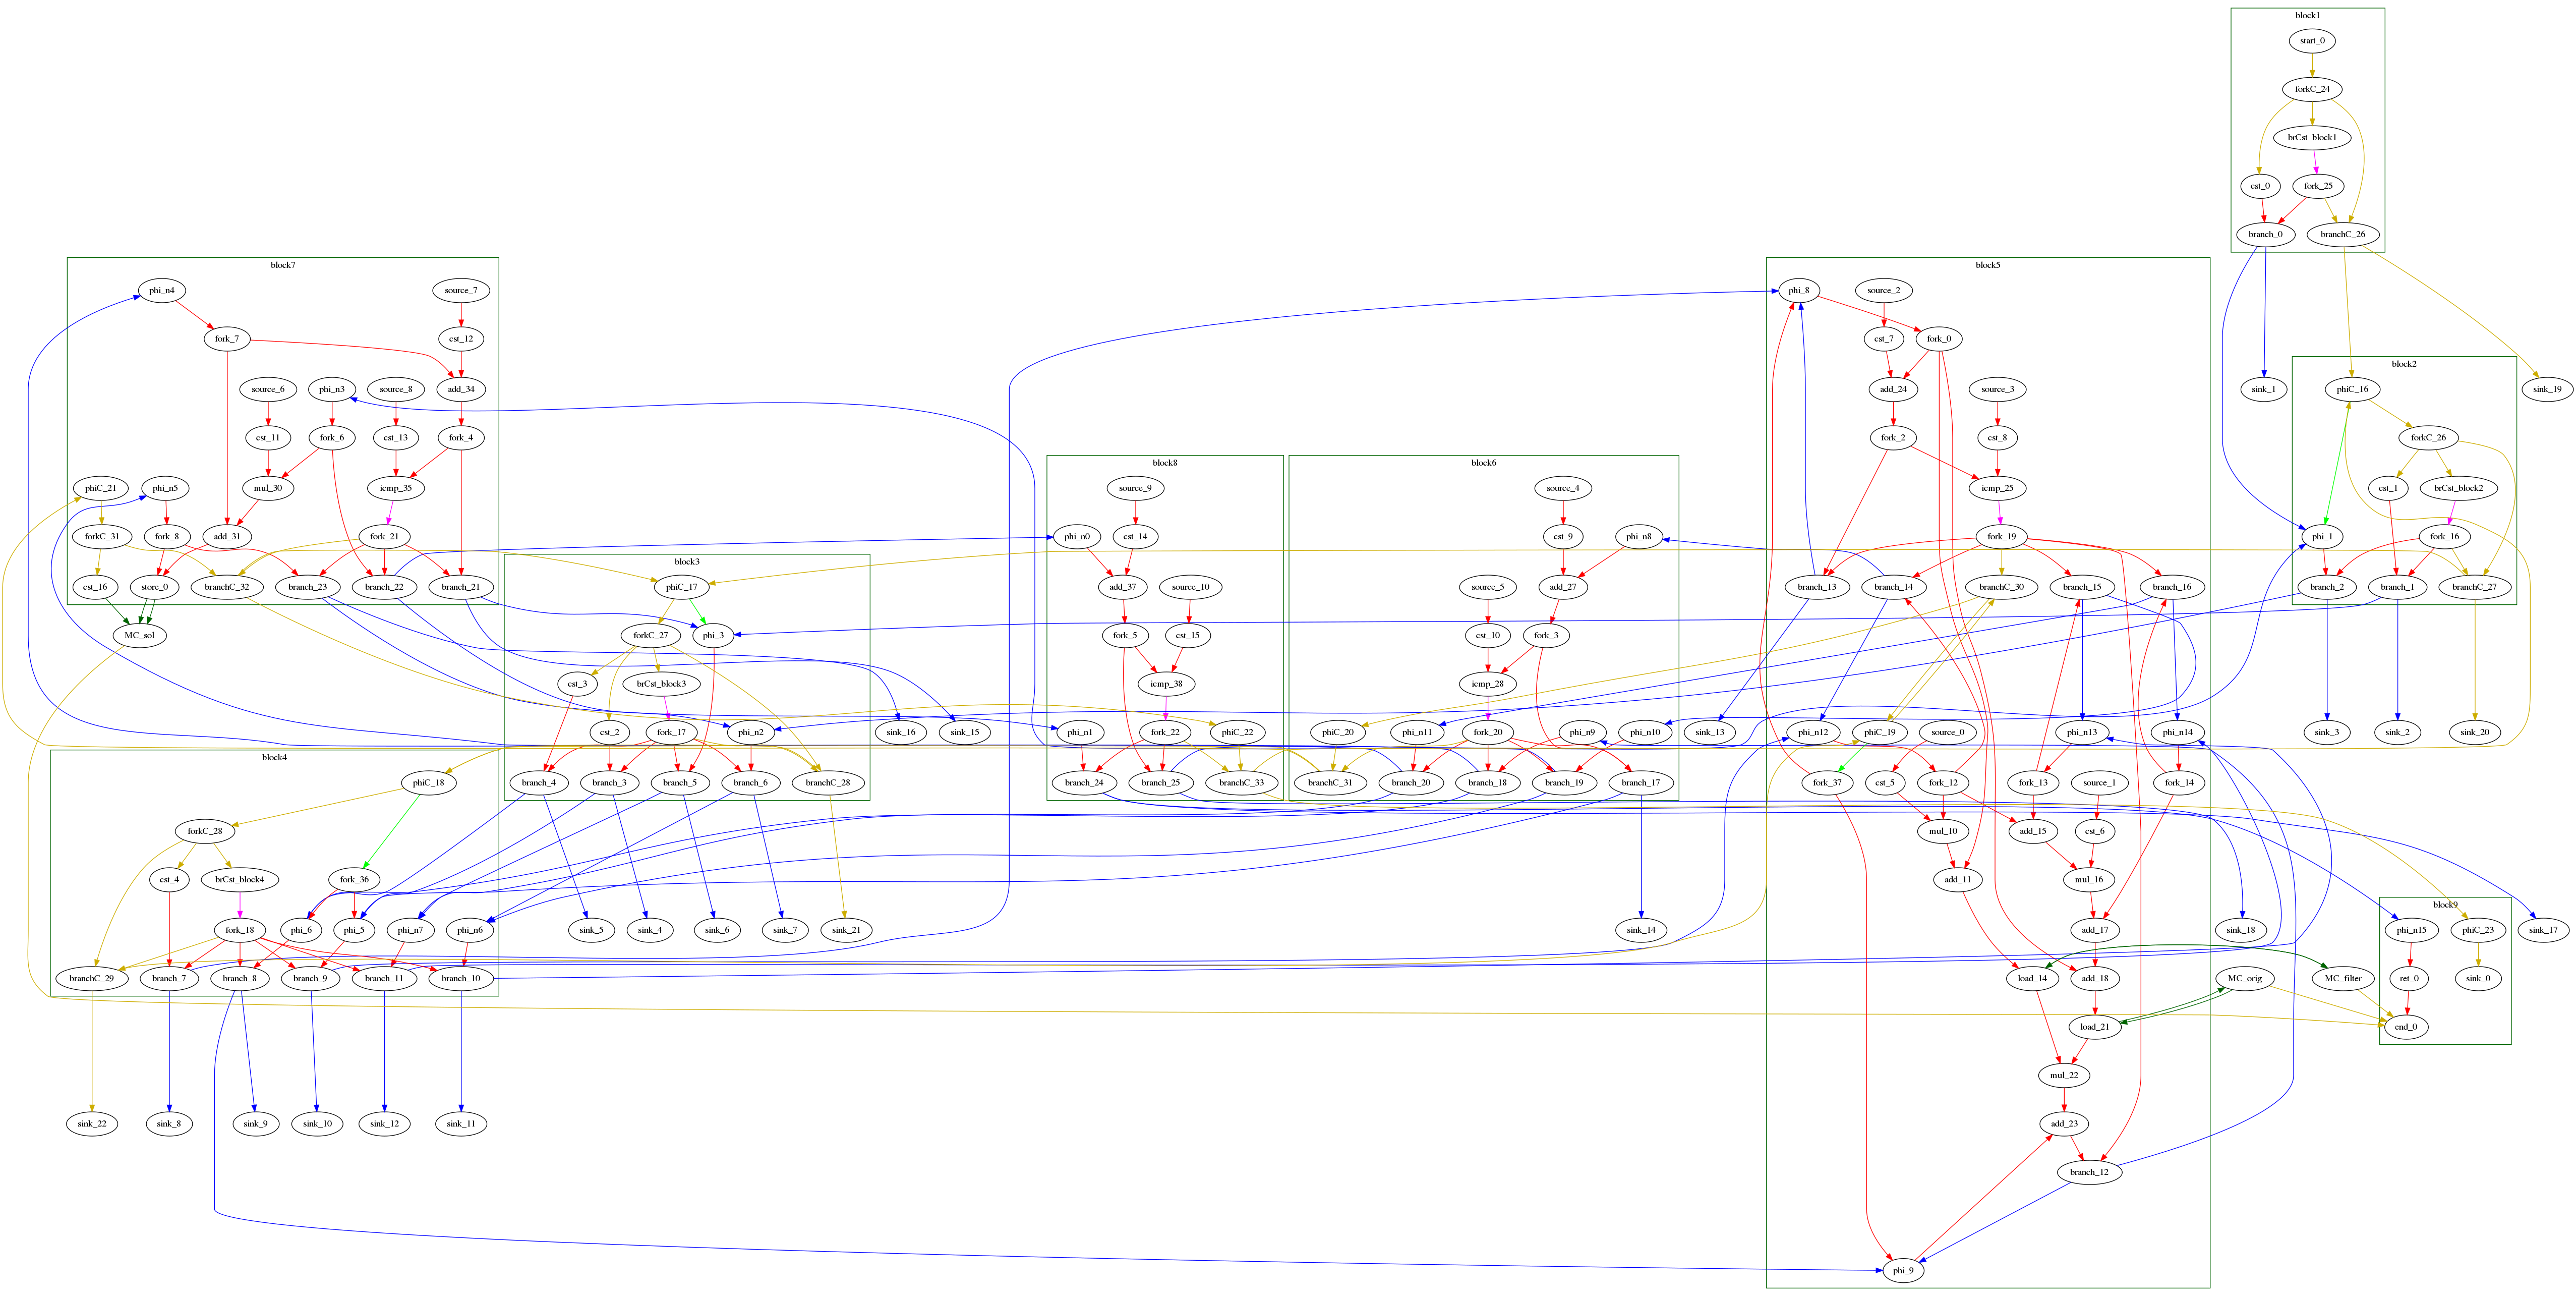 block1
start_0
forkC_24
brCst_block1
cst_0
fork_25
branch_0
branchC_26
block2
phiC_16
sink_1
sink_19
forkC_26
cst_1
brCst_block2
phi_1
fork_16
branch_2
branch_1
branchC_27
sink_3
sink_2
sink_20
block7
phi_n4
source_7
fork_7
cst_12
source_6
phi_n3
source_8
add_34
cst_11
fork_6
cst_13
fork_4
phiC_21
phi_n5
mul_30
icmp_35
forkC_31
fork_8
add_31
fork_21
cst_16
store_0
branchC_32
branch_23
branch_22
branch_21
MC_sol
block3
phiC_17
forkC_27
phi_3
cst_3
brCst_block3
cst_2
fork_17
phi_n2
branch_4
branch_3
branch_5
branch_6
branchC_28
sink_16
sink_15
block8
source_9
phi_n0
cst_14
add_37
source_10
fork_5
cst_15
icmp_38
phi_n1
fork_22
phiC_22
branch_24
branch_25
branchC_33
block6
source_4
cst_9
phi_n8
source_5
add_27
cst_10
fork_3
icmp_28
phiC_20
phi_n11
fork_20
phi_n9
phi_n10
branchC_31
branch_20
branch_18
branch_19
branch_17
block5
phi_8
source_2
cst_7
fork_0
add_24
source_3
fork_2
cst_8
icmp_25
fork_19
branch_13
branch_14
branchC_30
branch_15
branch_16
sink_13
phi_n12
phiC_19
source_0
phi_n13
phi_n14
fork_37
cst_5
fork_12
fork_13
source_1
fork_14
mul_10
add_15
cst_6
add_11
mul_16
add_17
load_14
add_18
load_21
mul_22
add_23
branch_12
phi_9
block4
phiC_18
forkC_28
cst_4
brCst_block4
fork_36
fork_18
phi_6
phi_5
phi_n7
phi_n6
branchC_29
branch_7
branch_8
branch_9
branch_11
branch_10
sink_5
sink_4
sink_6
sink_7
sink_21
sink_14
sink_22
sink_8
sink_9
sink_10
sink_12
sink_11
sink_18
MC_orig
MC_filter
block9
phi_n15
phiC_23
ret_0
sink_0
end_0
sink_17